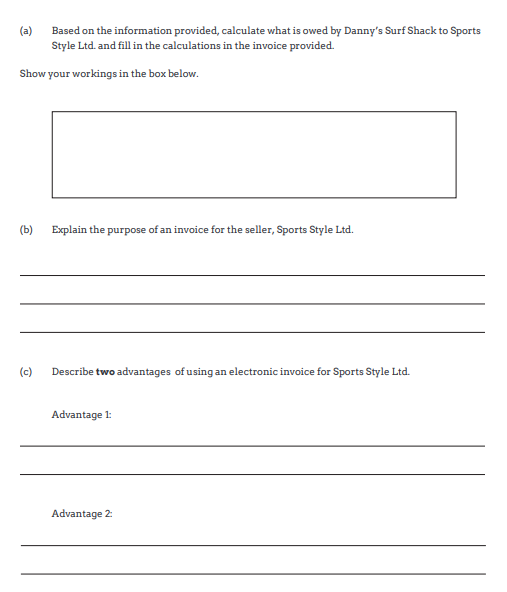 (a) Based on the information provided, calculate what is owed by Danny's Surf Shack to Sports
Style Ltd. and fill in the calculations in the invoice provided.
Show your workings in the box below.
(b) Explain the purpose of an invoice for the seller, Sports Style Ltd.
(c) Describe two advantages of using an electronic invoice for Sports Style Ltd.
Advantage 1:
Advantage 2: